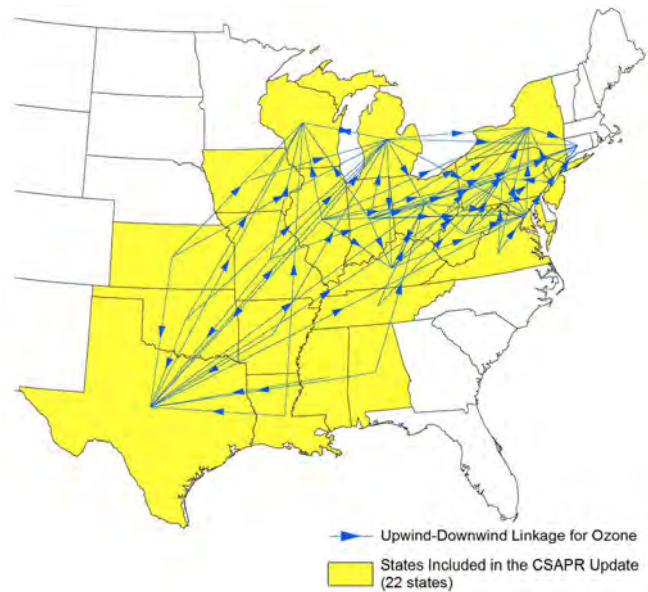 Upwind-Downwind Linkage for Ozone
States Included in the CSAPR Update
(22 states)